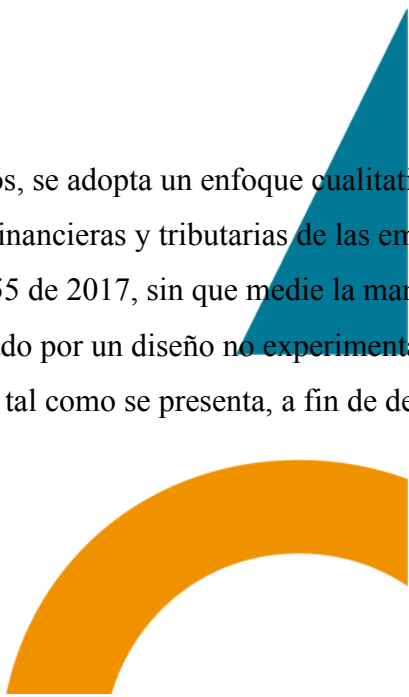 os, se adopta un enfoque cualitati
inancieras y tributarias de las em
55 de 2017, sin que medie la man
do por un diseño no experimenta
tal como se presenta, a fin de de